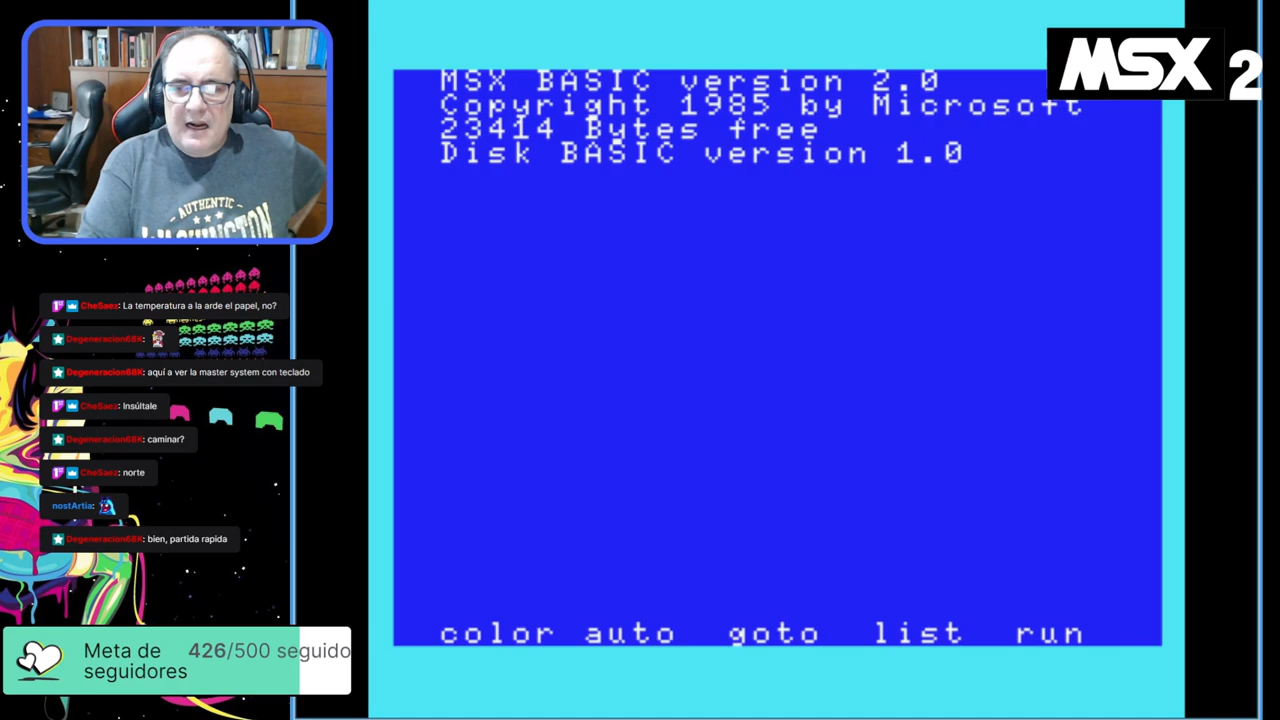 MSX 2
MSX BASIC version 2.0
Copyright 1985 by Microsoft
23414 Bytes free
Disk BASIC version 1.0
AUTHENTIC
WASHINGTON
CheSaez: La temperatura a la arde el papel, no?
Degeneracion68K:
Degeneracion68K: aquí a ver la master system con teclado
CheSaez: Insúltale
Degeneracion68K: caminar?
CheSaez: norte
nostArtia:
Degeneracion68K: bien, partida rapida
Meta de seguidores
426/500 seguido
color auto goto list run